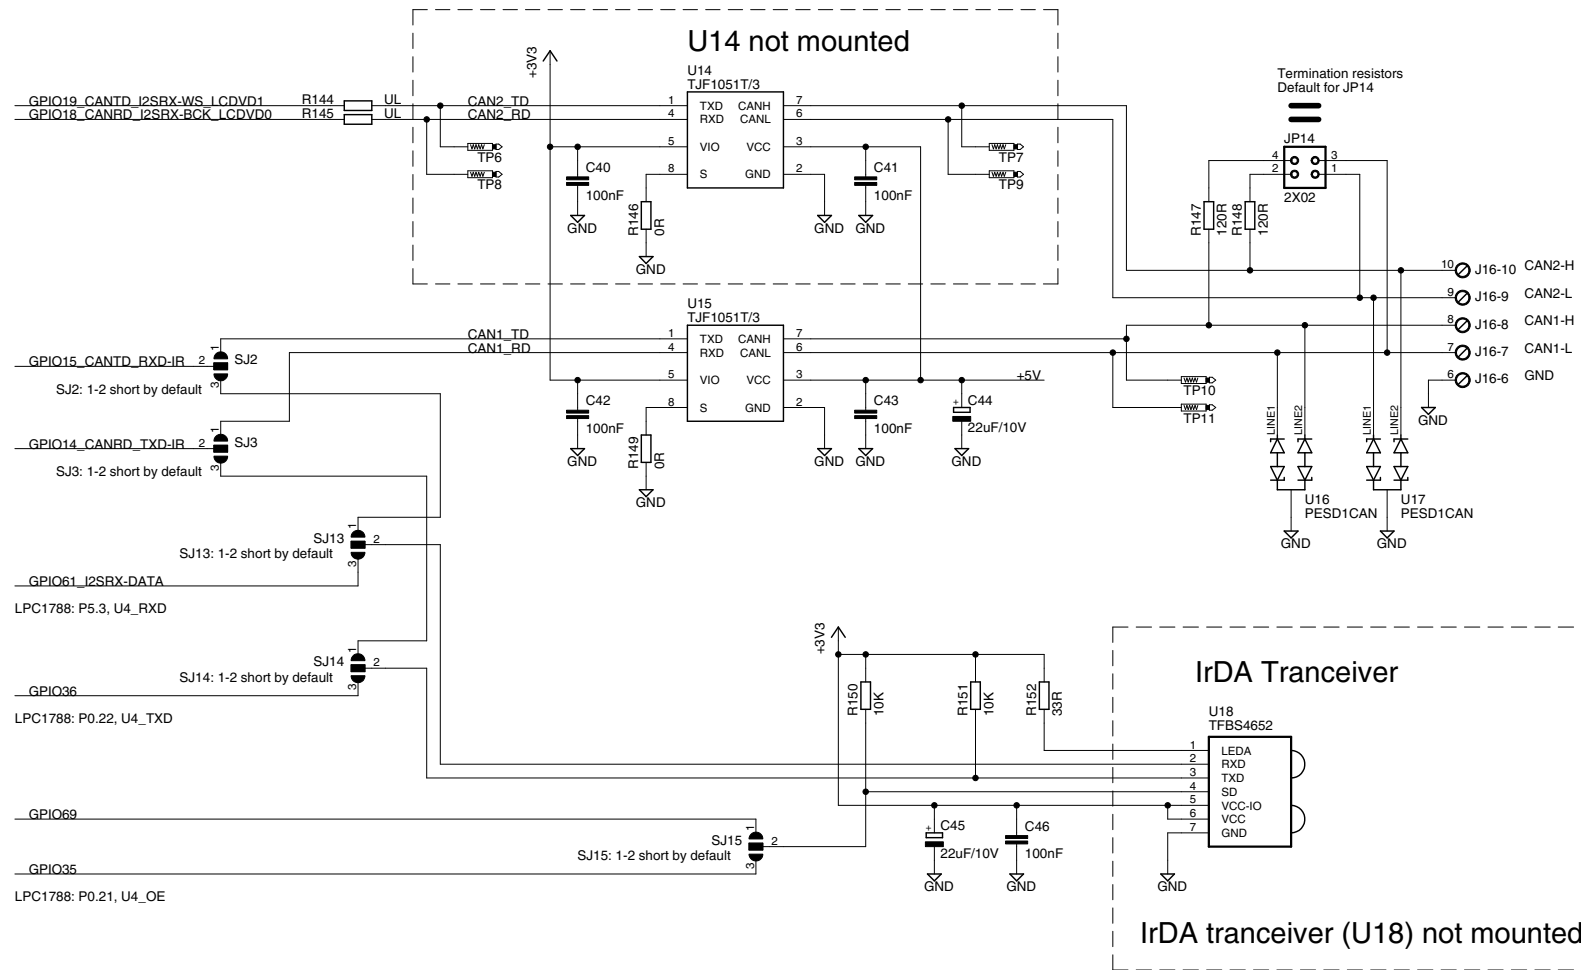 U14 not mounted
+3V3
U14
TJF1051T/3
GPIO19_CANTD_I2SRX-WS_LCDVD1 R144 UL CAN2_TD
GPIO18_CANRD_I2SRX-BCK_LCDVD0 R145 UL CAN2_RD
1 TXD CANH 7
4 RXD CANL 6
5 VIO VCC 3
8 S GND 2
TP6
TP8
TP7
TP9
C40
100nF
GND
R146
0R
GND
GND
C41
100nF
GND
Termination resistors
Default for JP14
JP14
4 3
2 1
2X02
R147
120R
R148
120R
10 J16-10 CAN2-H
9 J16-9 CAN2-L
8 J16-8 CAN1-H
7 J16-7 CAN1-L
6 J16-6 GND
GND
U15
TJF1051T/3
CAN1_TD
CAN1_RD
1 TXD CANH 7
4 RXD CANL 6
5 VIO VCC 3
8 S GND 2
+5V
TP10
TP11
C42
100nF
GND
R149
0R
GND
GND
C43
100nF
GND
+
C44
22uF/10V
GND
LINE1
LINE2
LINE1
LINE2
U16
PESD1CAN
GND
U17
PESD1CAN
GND
GPIO15_CANTD_RXD-IR 2
1
3
SJ2
SJ2: 1-2 short by default
GPIO14_CANRD_TXD-IR 2
1
3
SJ3
SJ3: 1-2 short by default
1
SJ13 2
3
SJ13: 1-2 short by default
GPIO61_I2SRX-DATA
LPC1788: P5.3, U4_RXD
1
SJ14 2
3
SJ14: 1-2 short by default
GPIO36
LPC1788: P0.22, U4_TXD
+3V3
R150
10K
R151
10K
R152
33R
IrDA Tranceiver
U18
TFBS4652
1 LEDA
2 RXD
3 TXD
4 SD
5 VCC-IO
6 VCC
7 GND
GPIO69
1
SJ15 2
3
SJ15: 1-2 short by default
GPIO35
LPC1788: P0.21, U4_OE
+
C45
22uF/10V
GND
C46
100nF
GND
GND
IrDA tranceiver (U18) not mounted